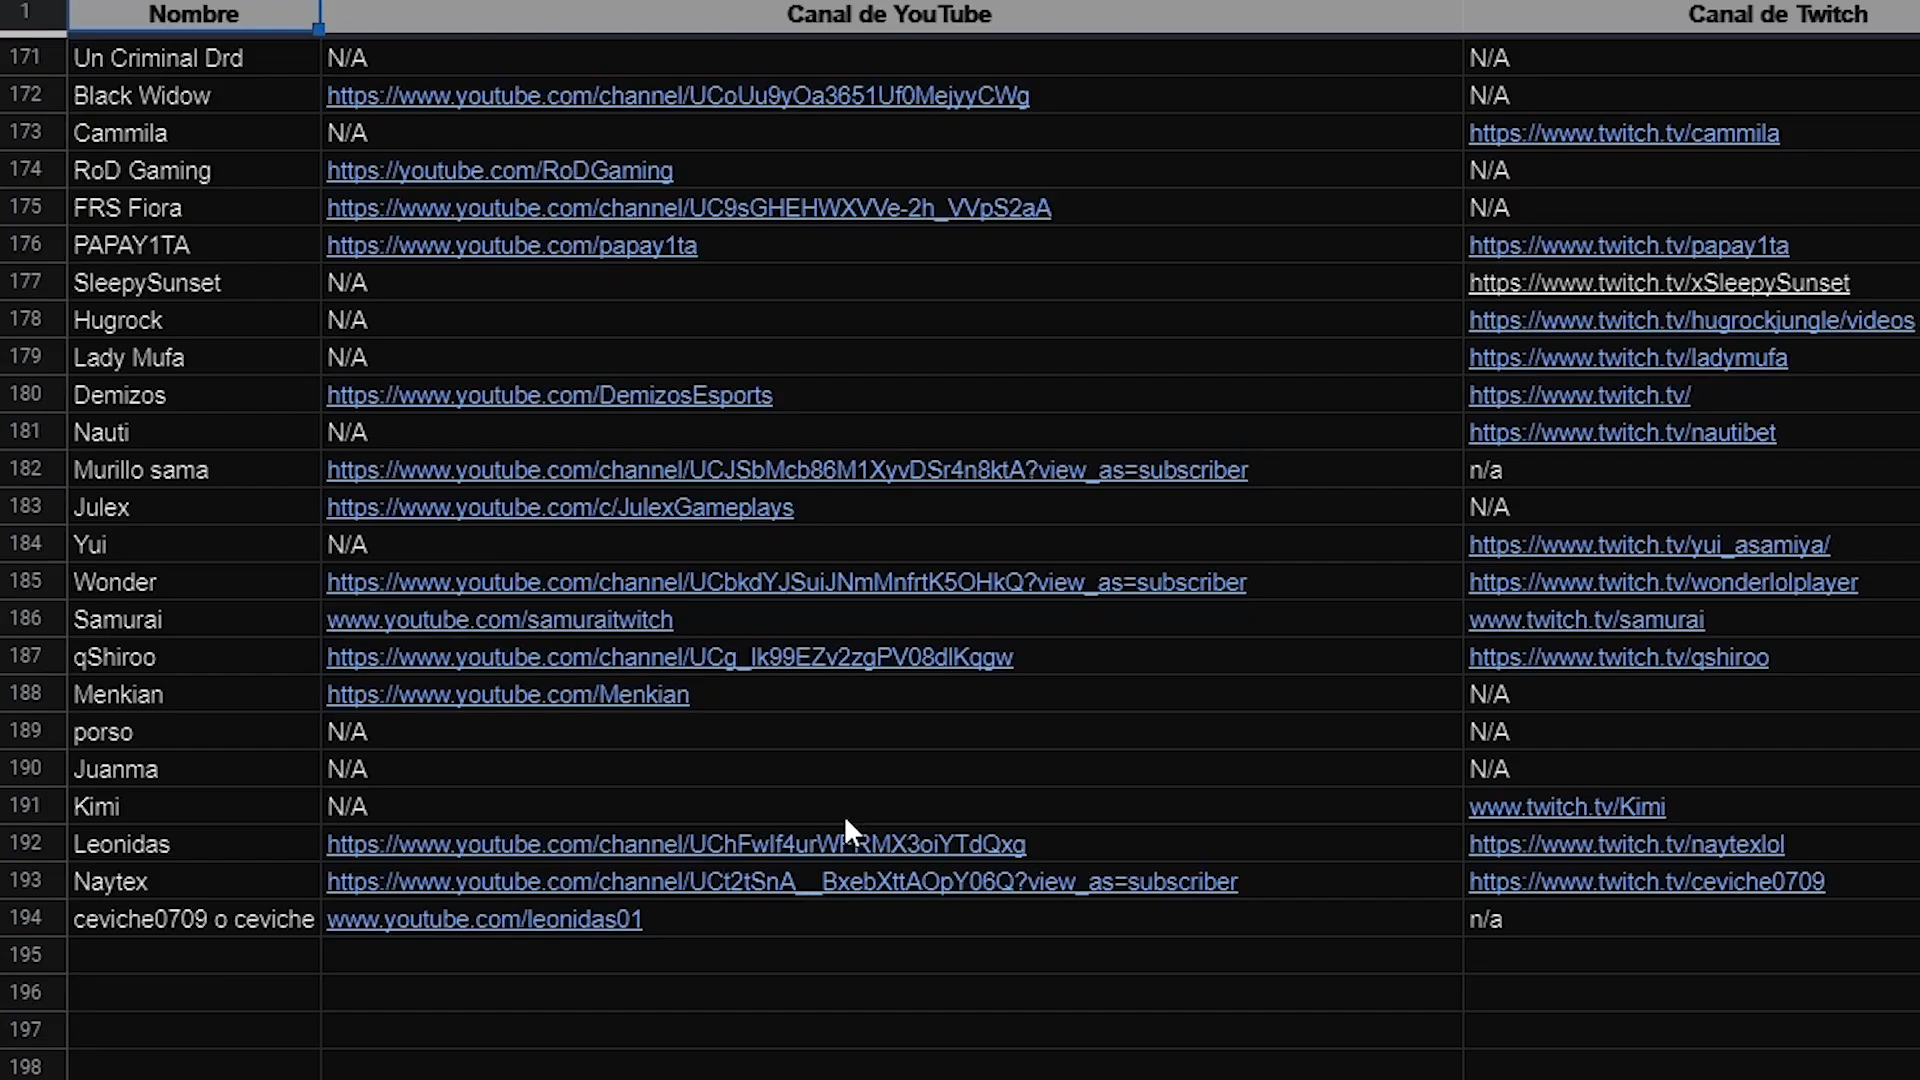 1 Nombre Canal de YouTube Canal de Twitch
171 Un Criminal Drd N/A N/A
172 Black Widow https://www.youtube.com/channel/UCoUu9yOa3651Uf0MejyyCWg N/A
173 Cammila N/A https://www.twitch.tv/cammila
174 RoD Gaming https://youtube.com/RoDGaming N/A
175 FRS Fiora https://www.youtube.com/channel/UC9sGHEHWXVVe-2h_VVpS2aA N/A
176 PAPAY1TA https://www.youtube.com/papay1ta https://www.twitch.tv/papay1ta
177 SleepySunset N/A https://www.twitch.tv/xSleepySunset
178 Hugrock N/A https://www.twitch.tv/hugrockjungle/videos
179 Lady Mufa N/A https://www.twitch.tv/ladymufa
180 Demizos https://www.youtube.com/DemizosEsports https://www.twitch.tv/
181 Nauti N/A https://www.twitch.tv/nautibet
182 Murillo sama https://www.youtube.com/channel/UCJSbMcb86M1XyvDSr4n8ktA?view_as=subscriber n/a
183 Julex https://www.youtube.com/c/JulexGameplays N/A
184 Yui N/A https://www.twitch.tv/yui_asamiya/
185 Wonder https://www.youtube.com/channel/UCbkdYJSuiJNmMnfrtK5OHkQ?view_as=subscriber https://www.twitch.tv/wonderlolplayer
186 Samurai www.youtube.com/samuraitwitch www.twitch.tv/samurai
187 qShiroo https://www.youtube.com/channel/UCg_Ik99EZv2zgPV08dlKqgw https://www.twitch.tv/qshiroo
188 Menkian https://www.youtube.com/Menkian N/A
189 porso N/A N/A
190 Juanma N/A N/A
191 Kimi N/A www.twitch.tv/Kimi
192 Leonidas https://www.twitch.tv/naytexlol
193 Naytex https://www.youtube.com/channel/UCt2tSnA__BxebXttAOpY06Q?view_as=subscriber https://www.twitch.tv/ceviche0709
194 ceviche0709 o ceviche www.youtube.com/leonidas01 n/a
195
196
197
198